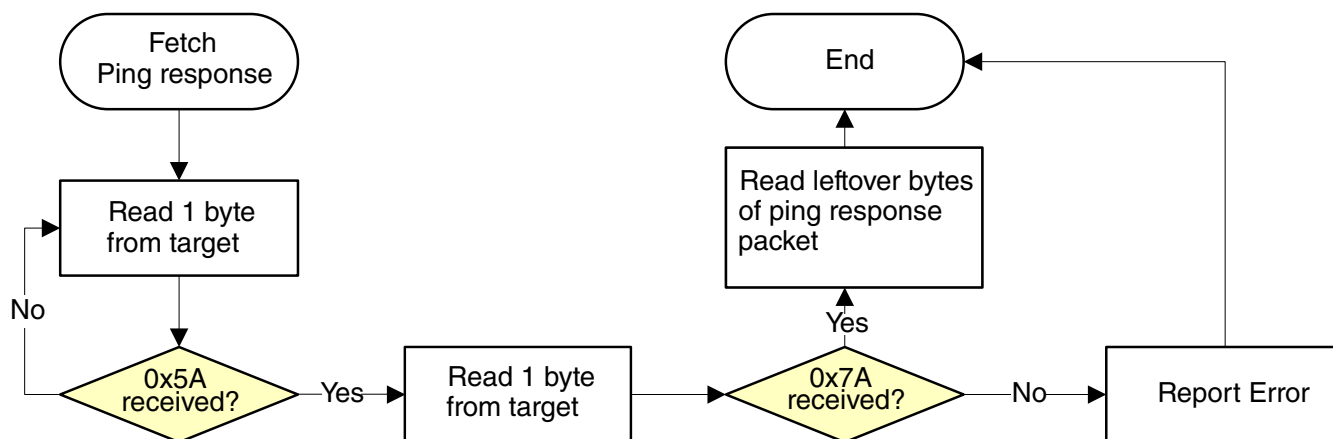 Fetch
Ping response
Read 1 byte
from target
No
0x5A
received?
Yes
Read 1 byte
from target
0x7A
received?
Yes
Read leftover bytes
of ping response
packet
End
No
Report Error